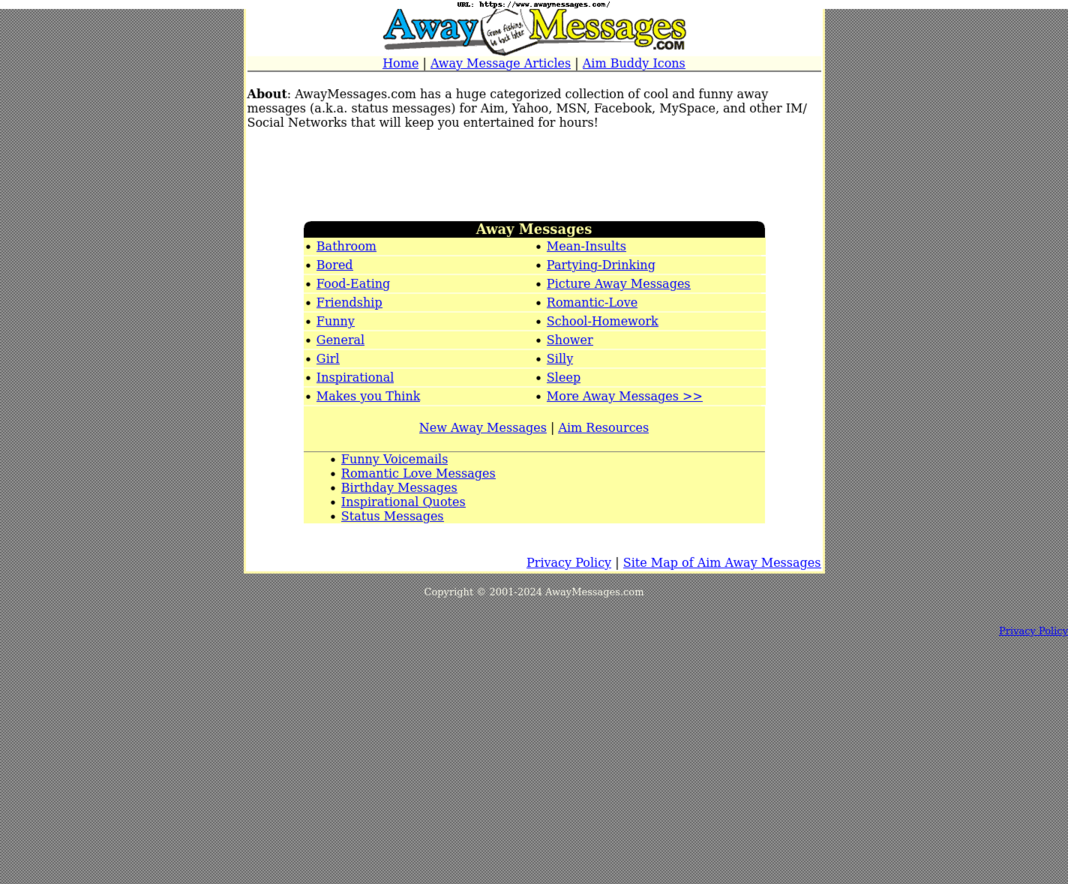 URL: https://www.awaymessages.com/
Away Messages
Gone fishing,
be back later
.COM
Home | Away Message Articles | Aim Buddy Icons
About: AwayMessages.com has a huge categorized collection of cool and funny away
messages (a.k.a. status messages) for Aim, Yahoo, MSN, Facebook, MySpace, and other IM/
Social Networks that will keep you entertained for hours!
Away Messages
• Bathroom • Mean-Insults
• Bored • Partying-Drinking
• Food-Eating • Picture Away Messages
• Friendship • Romantic-Love
• Funny • School-Homework
• General • Shower
• Girl • Silly
• Inspirational • Sleep
• Makes you Think • More Away Messages >>
New Away Messages | Aim Resources
• Funny Voicemails
• Romantic Love Messages
• Birthday Messages
• Inspirational Quotes
• Status Messages
Privacy Policy | Site Map of Aim Away Messages
Copyright © 2001-2024 AwayMessages.com
Privacy Policy